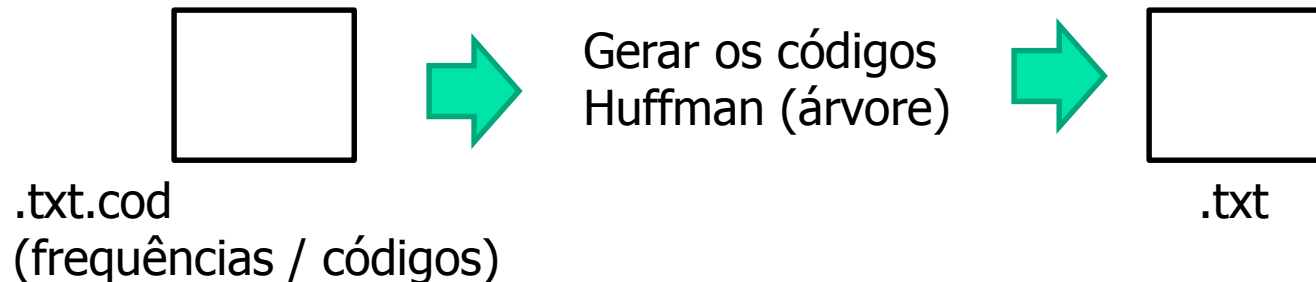 Gerar os códigos
Huffman (árvore)
.txt.cod
(frequências / códigos)
.txt